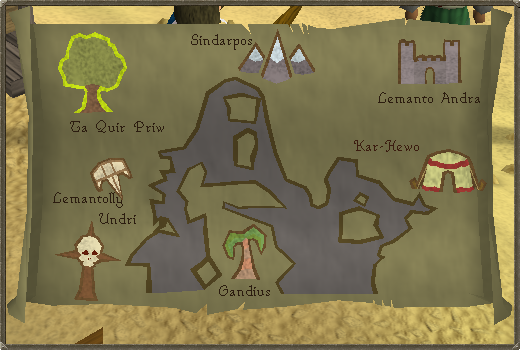 Sindarpos
Lemanto Andra
Ta Quir Priw
Kar-Hewo
Lemantolly
Undri
Gandius